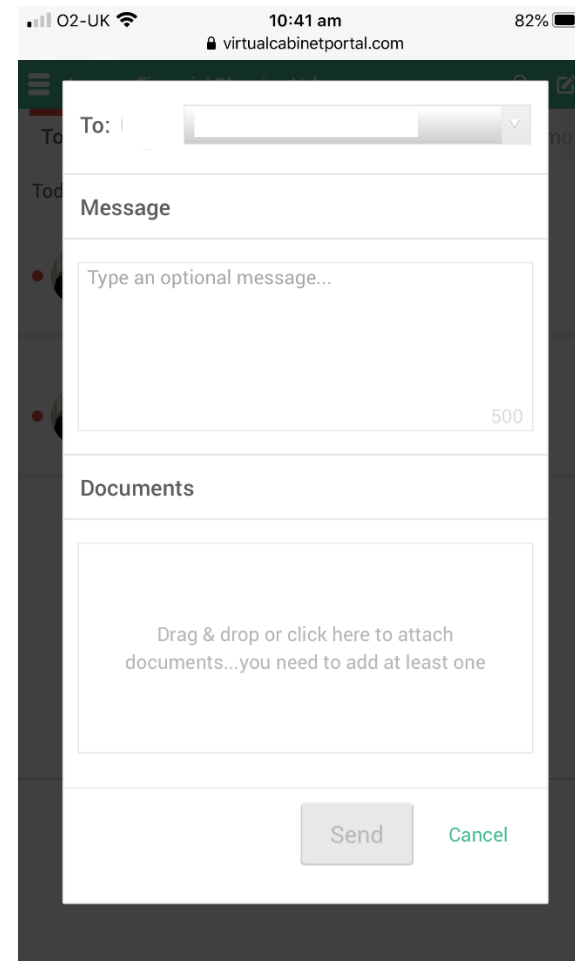 O2-UK 10:41 am 82%
virtualcabinetportal.com
To:
Message
Type an optional message...
500
Documents
Drag & drop or click here to attach
documents...you need to add at least one
Send Cancel